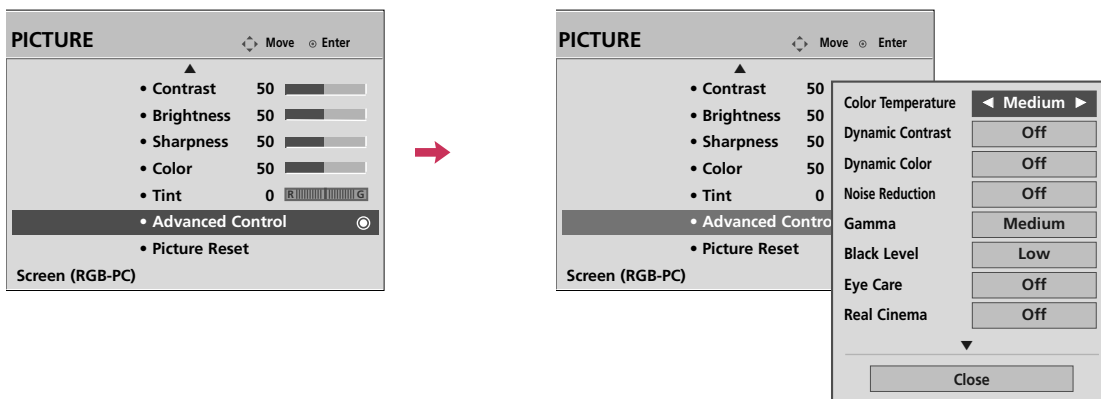 PICTURE Move Enter
• Contrast 50
• Brightness 50
• Sharpness 50
• Color 50
• Tint 0 R G
• Advanced Control
• Picture Reset
Screen (RGB-PC)
PICTURE Move Enter
• Contrast 50
• Brightness 50
• Sharpness 50
• Color 50
• Tint 0
• Advanced Contro
• Picture Reset
Screen (RGB-PC)
Color Temperature ◄ Medium ►
Dynamic Contrast Off
Dynamic Color Off
Noise Reduction Off
Gamma Medium
Black Level Low
Eye Care Off
Real Cinema Off
Close